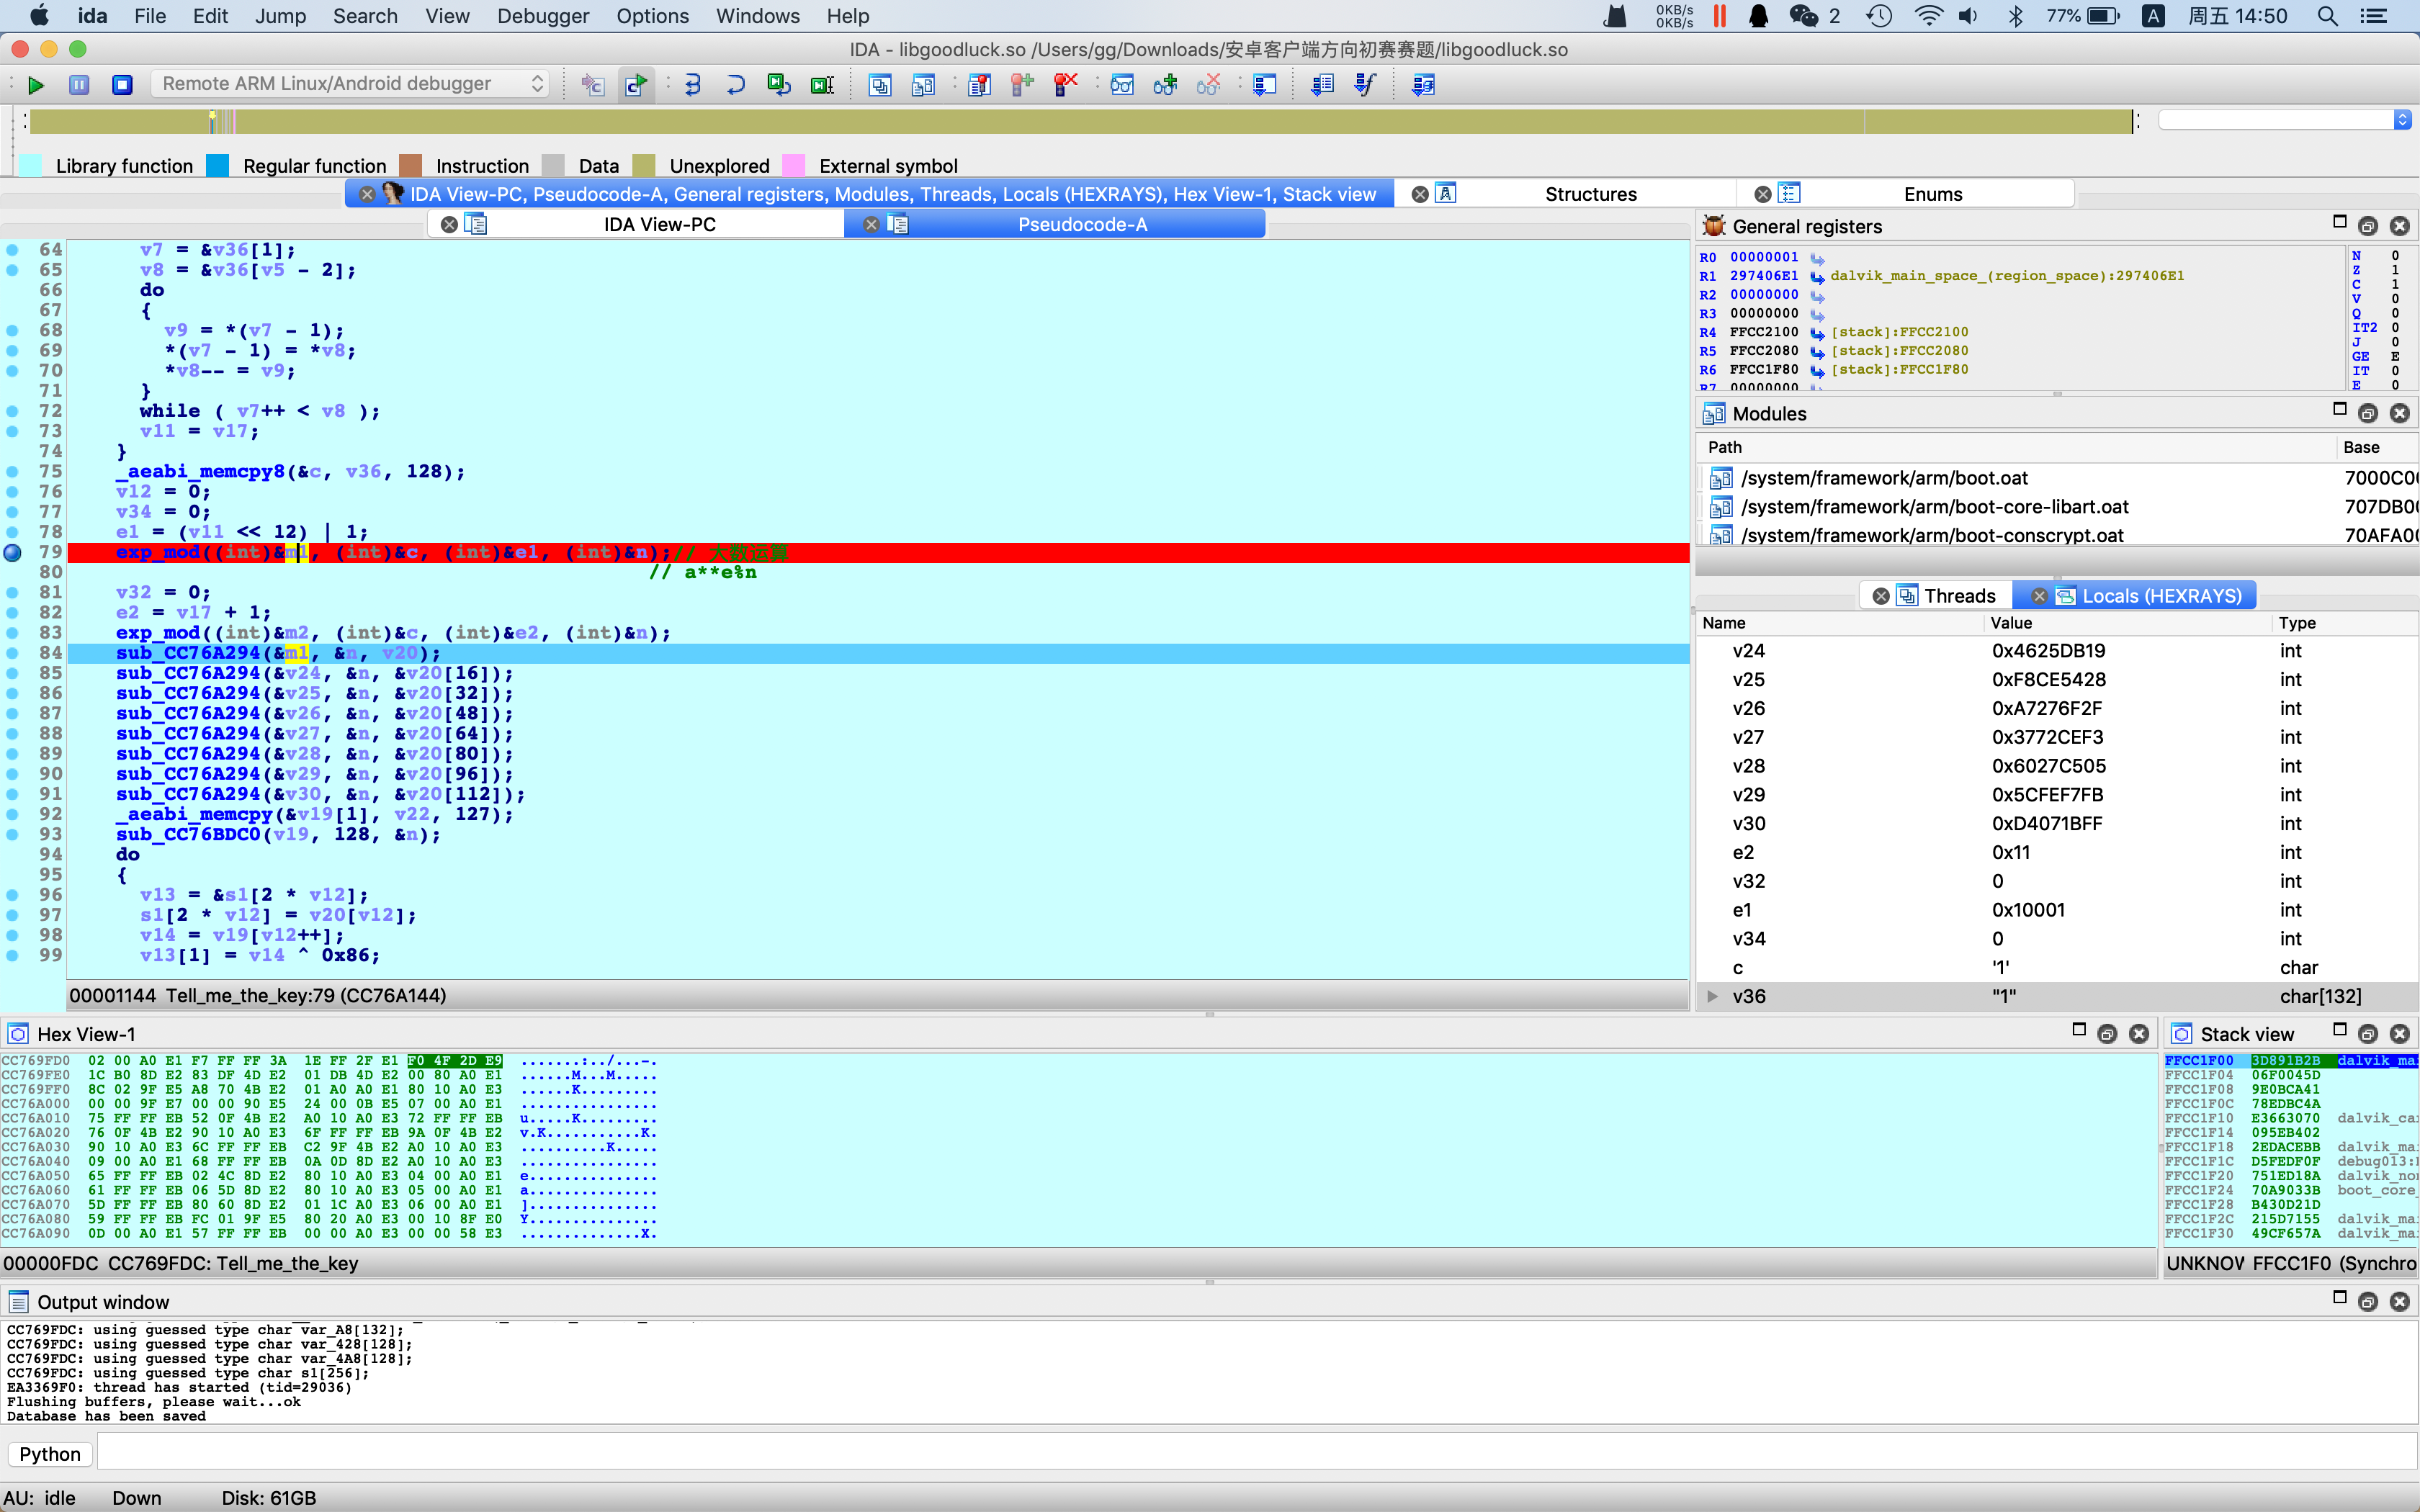 ida File Edit Jump Search View Debugger Options Windows Help 0KB/s 0KB/s 2 77% A 周五 14:50
IDA - libgoodluck.so /Users/gg/Downloads/安卓客户端方向初赛赛题/libgoodluck.so
Remote ARM Linux/Android debugger
Library function Regular function Instruction Data Unexplored External symbol
IDA View-PC, Pseudocode-A, General registers, Modules, Threads, Locals (HEXRAYS), Hex View-1, Stack view Structures Enums
IDA View-PC Pseudocode-A
64 v7 = &v36[1];
65 v8 = &v36[v5 - 2];
66 do
67 {
68 v9 = *(v7 - 1);
69 *(v7 - 1) = *v8;
70 *v8-- = v9;
71 }
72 while ( v7++ < v8 );
73 v11 = v17;
74 }
75 _aeabi_memcpy8(&c, v36, 128);
76 v12 = 0;
77 v34 = 0;
78 e1 = (v11 << 12) | 1;
79 exp_mod((int)&m1, (int)&c, (int)&e1, (int)&n);// 大数运算
80 // a**e%n
81 v32 = 0;
82 e2 = v17 + 1;
83 exp_mod((int)&m2, (int)&c, (int)&e2, (int)&n);
84 sub_CC76A294(&m1, &n, v20);
85 sub_CC76A294(&v24, &n, &v20[16]);
86 sub_CC76A294(&v25, &n, &v20[32]);
87 sub_CC76A294(&v26, &n, &v20[48]);
88 sub_CC76A294(&v27, &n, &v20[64]);
89 sub_CC76A294(&v28, &n, &v20[80]);
90 sub_CC76A294(&v29, &n, &v20[96]);
91 sub_CC76A294(&v30, &n, &v20[112]);
92 _aeabi_memcpy(&v19[1], v22, 127);
93 sub_CC76BDC0(v19, 128, &n);
94 do
95 {
96 v13 = &s1[2 * v12];
97 s1[2 * v12] = v20[v12];
98 v14 = v19[v12++];
99 v13[1] = v14 ^ 0x86;
00001144 Tell_me_the_key:79 (CC76A144)
General registers
R0 00000001
R1 297406E1 dalvik_main_space_(region_space):297406E1
R2 00000000
R3 00000000
R4 FFCC2100 [stack]:FFCC2100
R5 FFCC2080 [stack]:FFCC2080
R6 FFCC1F80 [stack]:FFCC1F80
R7 00000000
N 0
Z 1
C 1
V 0
Q 0
IT2 0
J 0
GE E
IT 0
E 0
Modules
Path Base
/system/framework/arm/boot.oat 7000C0
/system/framework/arm/boot-core-libart.oat 707DB0
/system/framework/arm/boot-conscrypt.oat 70AFA0
Threads Locals (HEXRAYS)
Name Value Type
v24 0x4625DB19 int
v25 0xF8CE5428 int
v26 0xA7276F2F int
v27 0x3772CEF3 int
v28 0x6027C505 int
v29 0x5CFEF7FB int
v30 0xD4071BFF int
e2 0x11 int
v32 0 int
e1 0x10001 int
v34 0 int
c '1' char
v36 "1" char[132]
Hex View-1
CC769FD0 02 00 A0 E1 F7 FF FF 3A 1E FF 2F E1 F0 4F 2D E9 .......:../...-.
CC769FE0 1C B0 8D E2 83 DF 4D E2 01 DB 4D E2 00 80 A0 E1 ......M...M.....
CC769FF0 8C 02 9F E5 A8 70 4B E2 01 A0 A0 E1 80 10 A0 E3 ......K.........
CC76A000 00 00 9F E7 00 00 90 E5 24 00 0B E5 07 00 A0 E1 ................
CC76A010 75 FF FF EB 52 0F 4B E2 A0 10 A0 E3 72 FF FF EB u.....K.........
CC76A020 76 0F 4B E2 90 10 A0 E3 6F FF FF EB 9A 0F 4B E2 v.K...........K.
CC76A030 90 10 A0 E3 6C FF FF EB C2 9F 4B E2 A0 10 A0 E3 ..........K.....
CC76A040 09 00 A0 E1 68 FF FF EB 0A 0D 8D E2 A0 10 A0 E3 ................
CC76A050 65 FF FF EB 02 4C 8D E2 80 10 A0 E3 04 00 A0 E1 e...............
CC76A060 61 FF FF EB 06 5D 8D E2 80 10 A0 E3 05 00 A0 E1 a...............
CC76A070 5D FF FF EB 80 60 8D E2 01 1C A0 E3 06 00 A0 E1 ]...............
CC76A080 59 FF FF EB FC 01 9F E5 80 20 A0 E3 00 10 8F E0 Y...............
CC76A090 0D 00 A0 E1 57 FF FF EB 00 00 A0 E3 00 00 58 E3 ..............X.
00000FDC CC769FDC: Tell_me_the_key
Stack view
FFCC1F00 3D891B2B dalvik_ma
FFCC1F04 06F0045D
FFCC1F08 9E0BCA41
FFCC1F0C 78EDBC4A
FFCC1F10 E3663070 dalvik_ca
FFCC1F14 095EB402
FFCC1F18 2EDACEBB dalvik_ma
FFCC1F1C D5FEDF0F debug013:
FFCC1F20 751ED18A dalvik_no
FFCC1F24 70A9033B boot_core_
FFCC1F28 B430D21D
FFCC1F2C 215D7155 dalvik_ma
FFCC1F30 49CF657A dalvik_ma
UNKNOW FFCC1F0 (Synchro
Output window
CC769FDC: using guessed type char var_A8[132];
CC769FDC: using guessed type char var_428[128];
CC769FDC: using guessed type char var_4A8[128];
CC769FDC: using guessed type char s1[256];
EA3369F0: thread has started (tid=29036)
Flushing buffers, please wait...ok
Database has been saved
Python
AU: idle Down Disk: 61GB